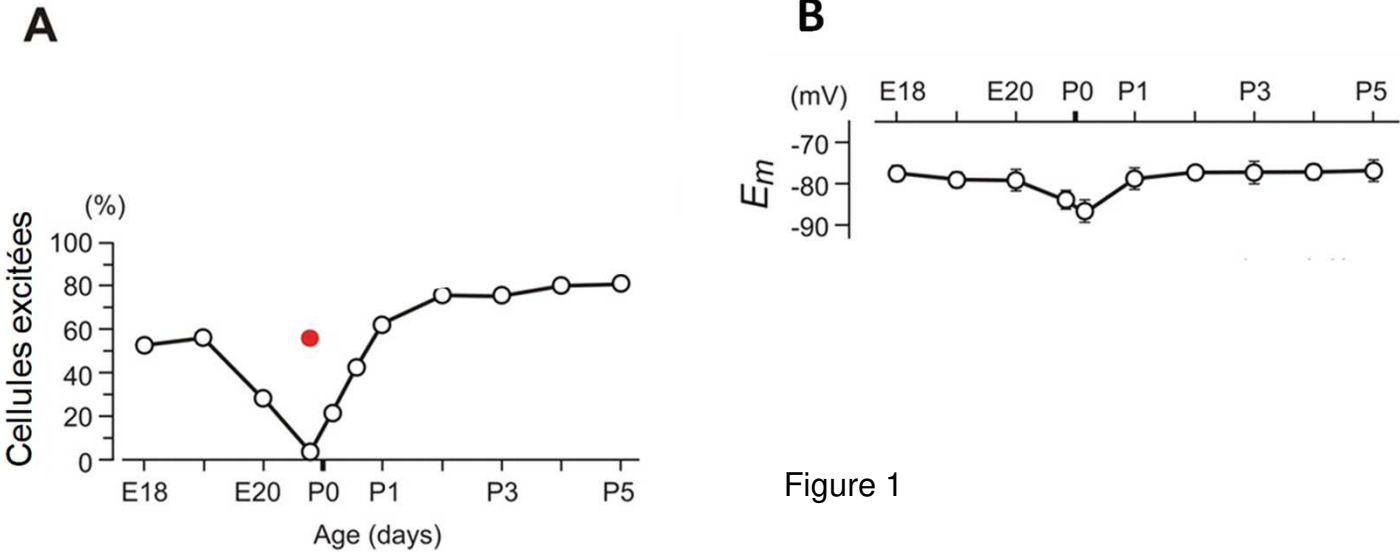 A
(%)
Cellules excitées
100
80
60
40
20
0
E18 E20 P0 P1 P3 P5
Age (days)
B
(mV) E18 E20 P0 P1 P3 P5
Em
-70
-80
-90
Figure 1